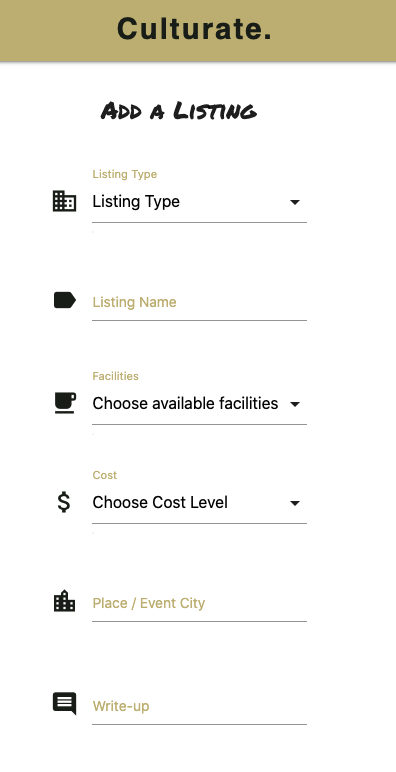 Culturate.
Add a Listing
Listing Type
Listing Type
Listing Name
Facilities
Choose available facilities
Cost
$ Choose Cost Level
Place / Event City
Write-up